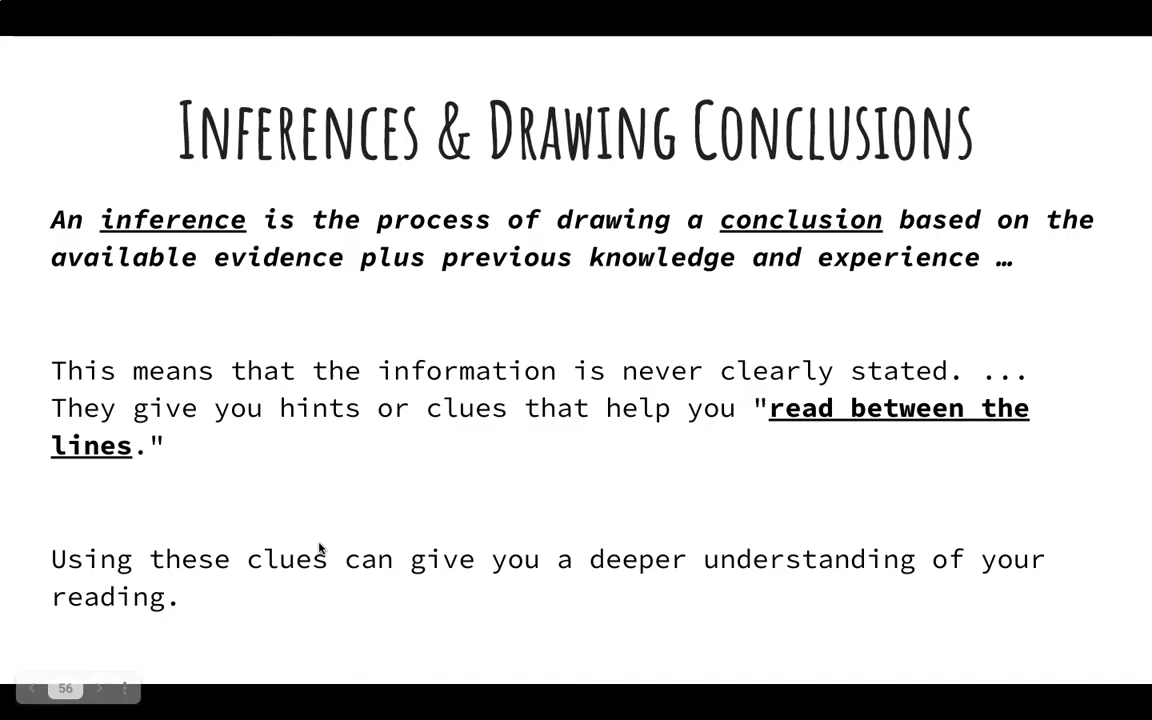 Inferences & Drawing Conclusions
An inference is the process of drawing a conclusion based on the
available evidence plus previous knowledge and experience …
This means that the information is never clearly stated. ...
They give you hints or clues that help you "read between the
lines."
Using these clues can give you a deeper understanding of your
reading.
56